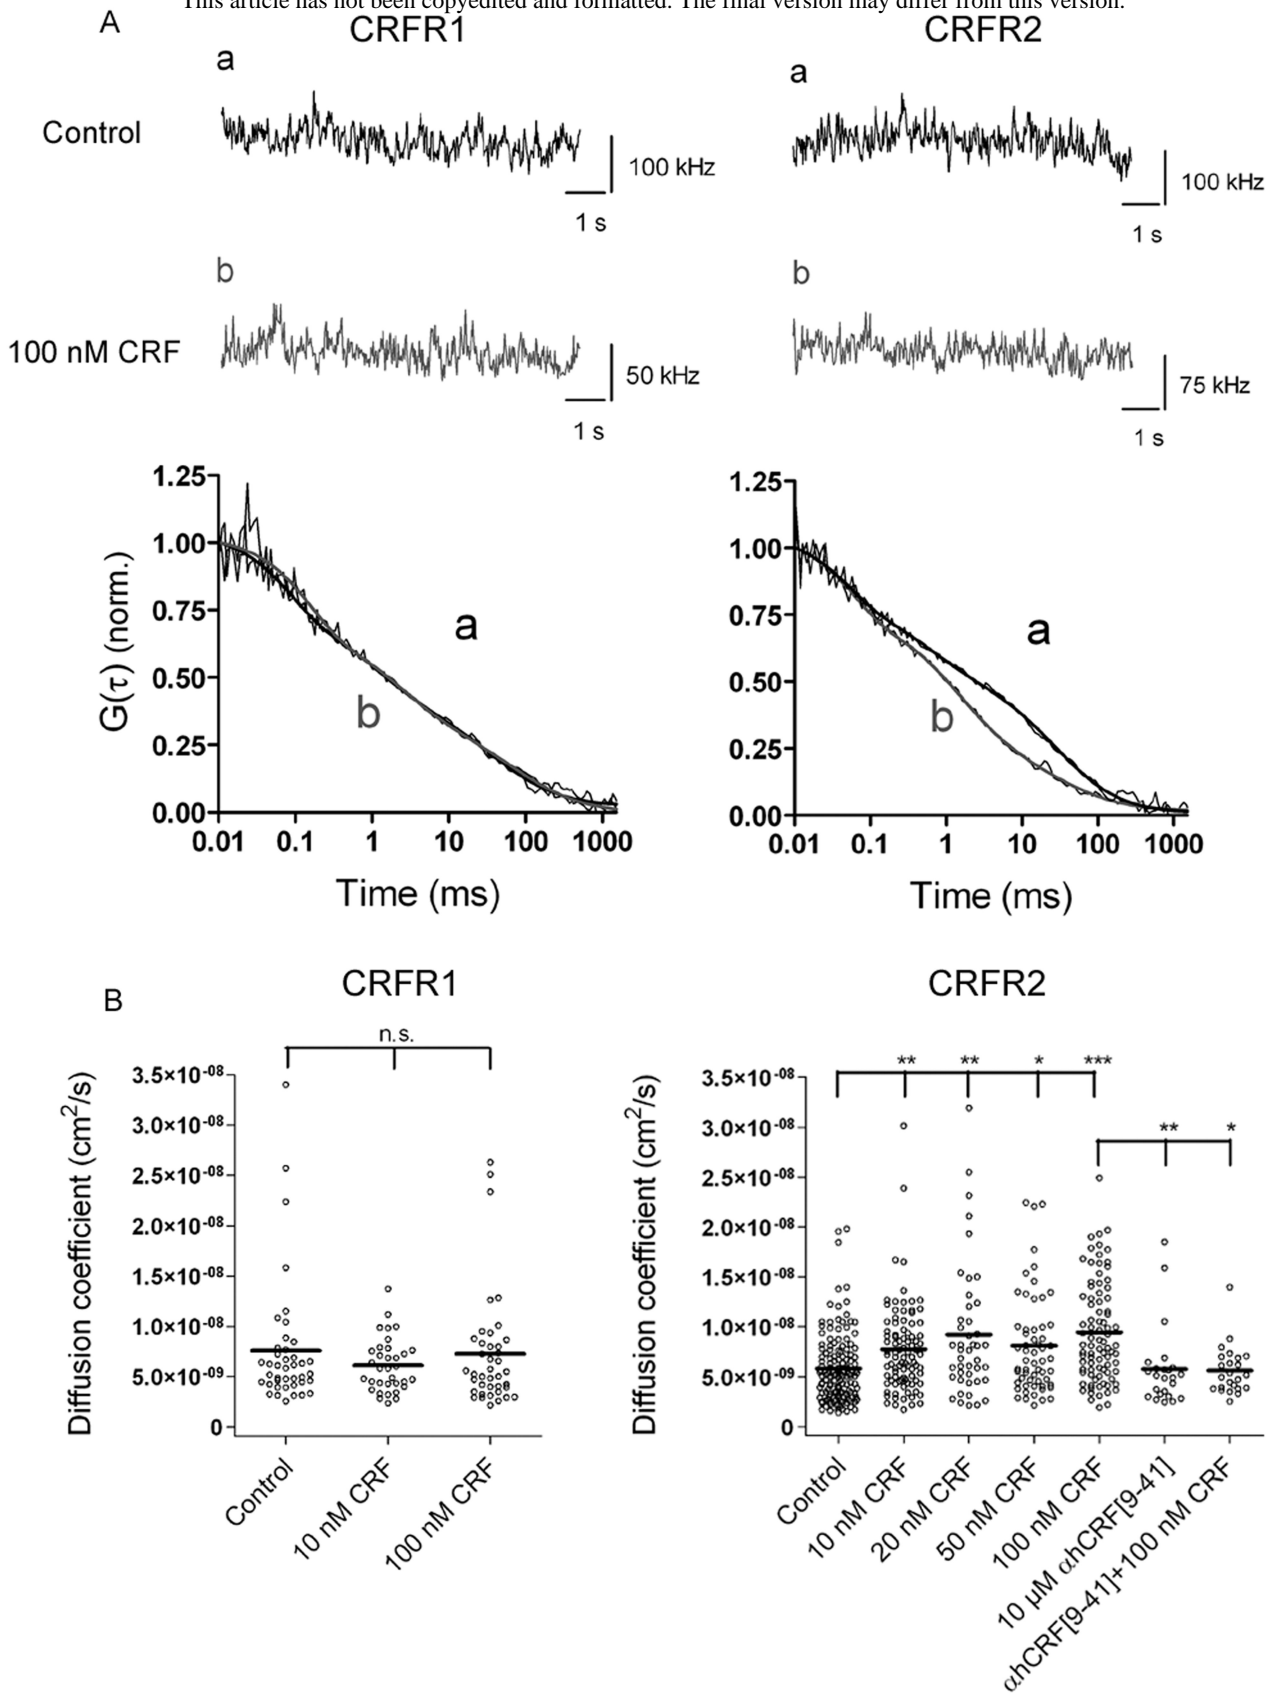 This article has not been copyedited and formatted. The final version may differ from this version.
A
CRFR1
CRFR2
a
a
Control
100 kHz
100 kHz
1 s
1 s
b
b
100 nM CRF
50 kHz
75 kHz
1 s
1 s
1.25
1.00
0.75
0.50
0.25
0.00
G(τ) (norm.)
a
b
0.01 0.1 1 10 100 1000
Time (ms)
1.25
1.00
0.75
0.50
0.25
0.00
a
b
0.01 0.1 1 10 100 1000
Time (ms)
B
CRFR1
n.s.
Diffusion coefficient (cm²/s)
3.5×10⁻⁰⁸
3.0×10⁻⁰⁸
2.5×10⁻⁰⁸
2.0×10⁻⁰⁸
1.5×10⁻⁰⁸
1.0×10⁻⁰⁸
5.0×10⁻⁰⁹
0
Control
10 nM CRF
100 nM CRF
CRFR2
** ** * ***
** *
Diffusion coefficient (cm²/s)
3.5×10⁻⁰⁸
3.0×10⁻⁰⁸
2.5×10⁻⁰⁸
2.0×10⁻⁰⁸
1.5×10⁻⁰⁸
1.0×10⁻⁰⁸
5.0×10⁻⁰⁹
0
Control
10 nM CRF
20 nM CRF
50 nM CRF
100 nM CRF
10 µM αhCRF[9-41]
αhCRF[9-41]+100 nM CRF